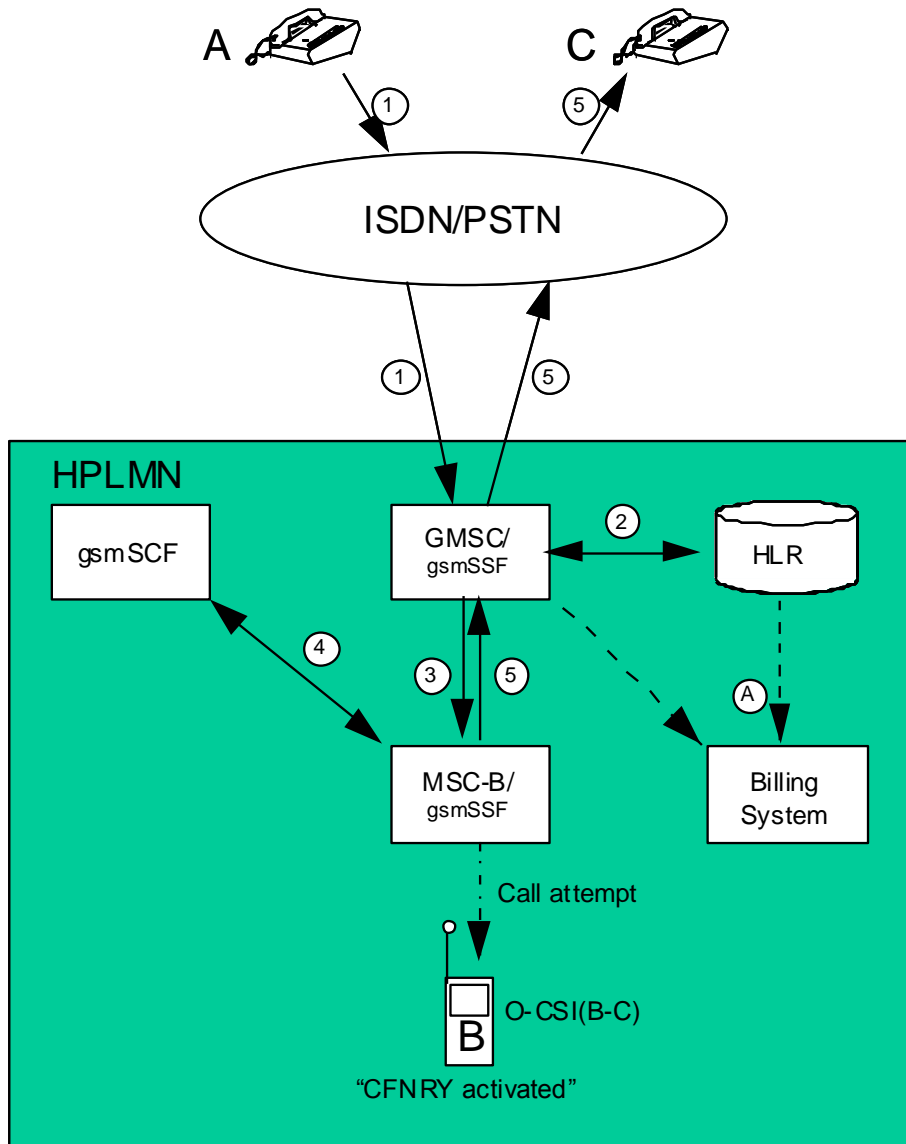 A
C
1
5
ISDN/PSTN
1
5
HPLMN
gsmSCF
GMSC/
gsmSSF
2
HLR
4
3
5
A
MSC-B/
gsmSSF
Billing
System
Call attempt
O-CSI(B-C)
B
“CFNRY activated”